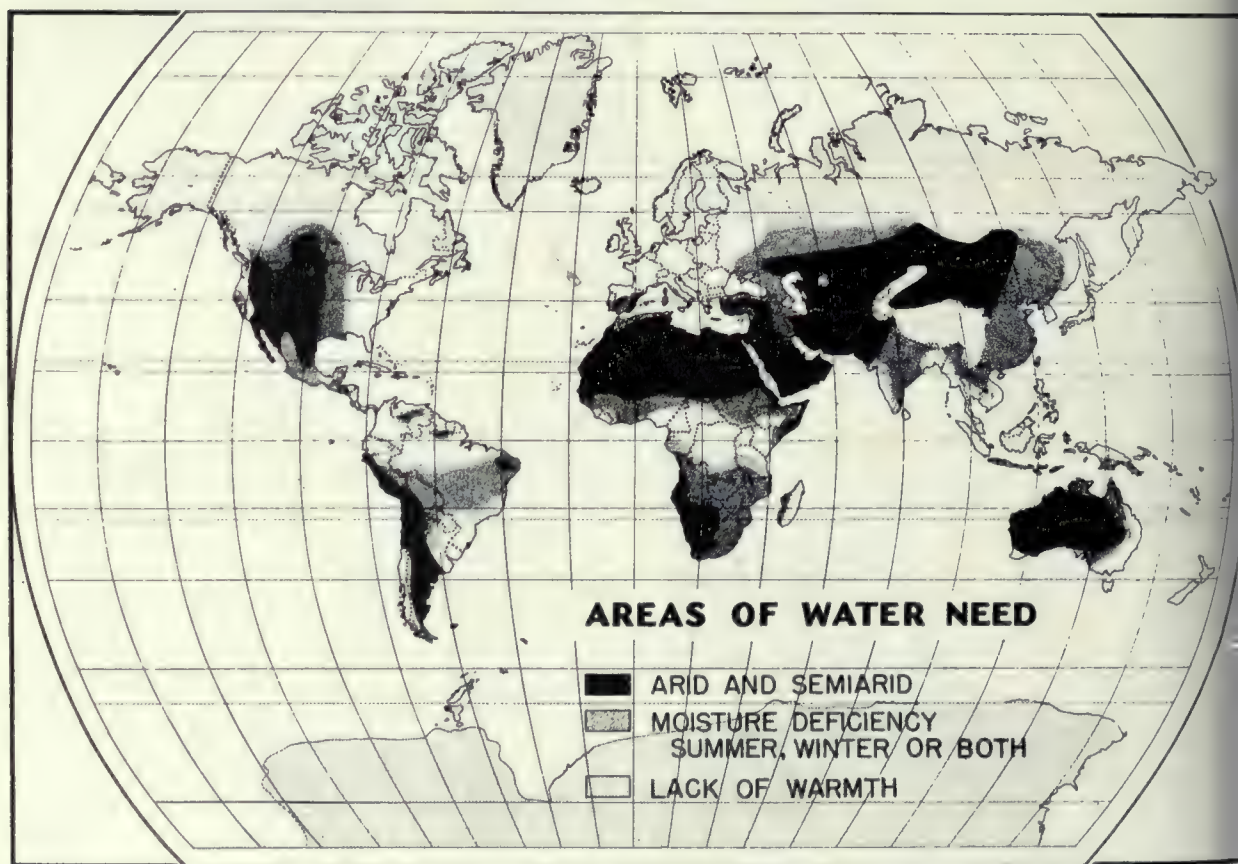 AREAS OF WATER NEED
ARID AND SEMIARID
MOISTURE DEFICIENCY
SUMMER, WINTER OR BOTH
LACK OF WARMTH